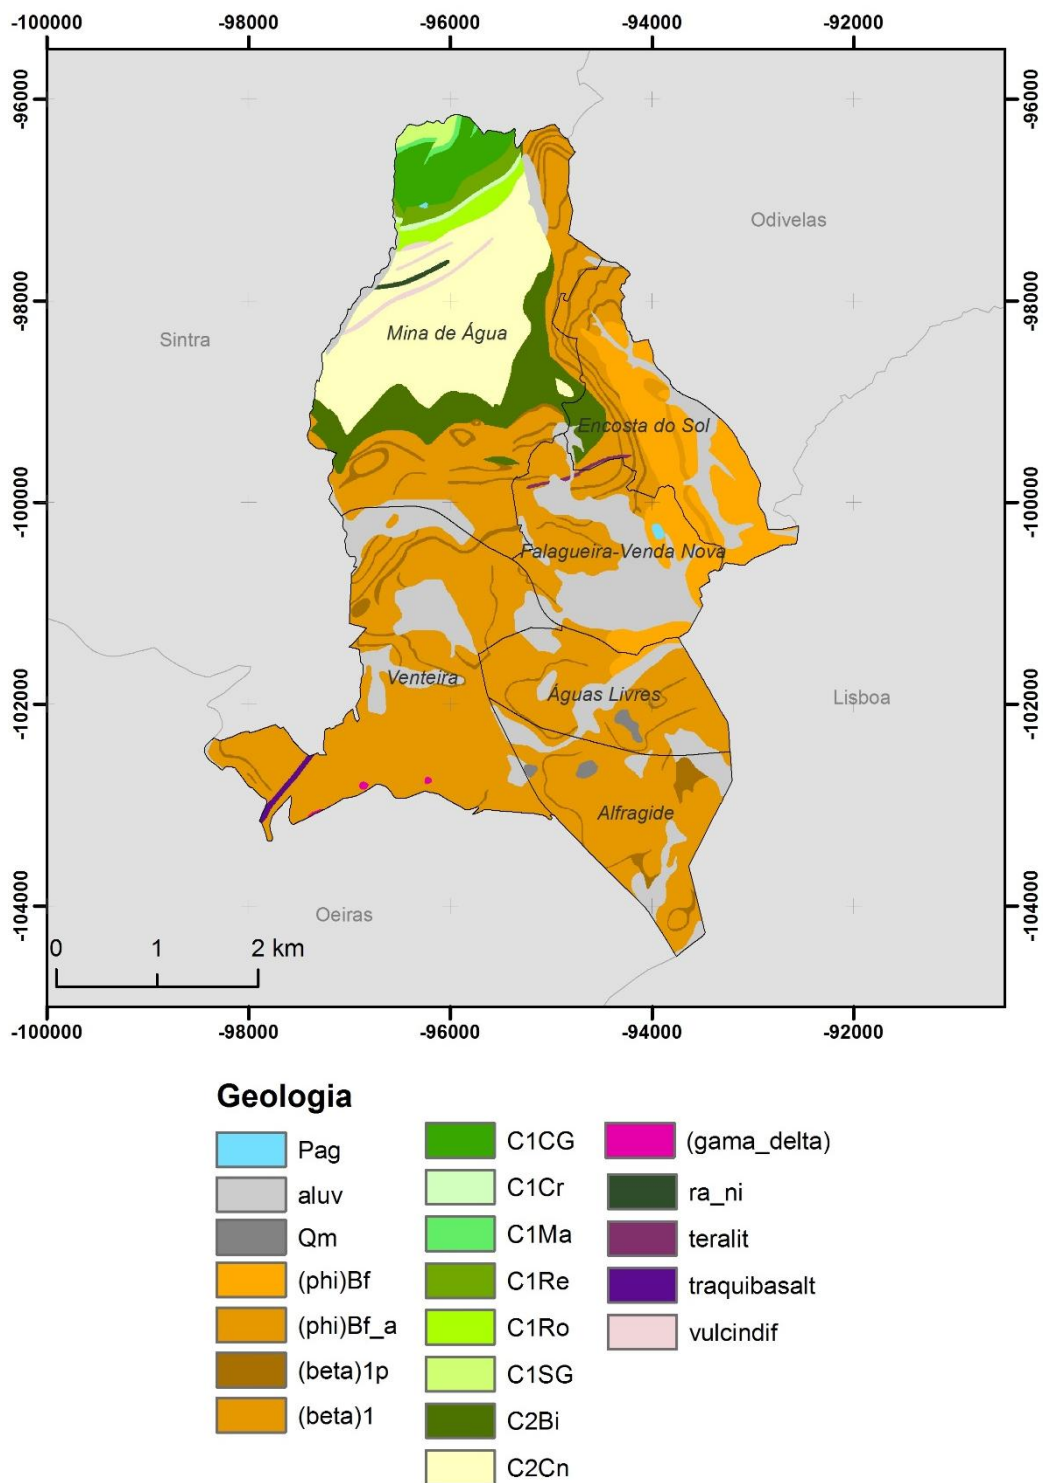 -100000 -98000 -96000 -94000 -92000
-96000 -96000
Odivelas
-98000 -98000
Sintra
Mina de Água
Encosta do Sol
-100000 -100000
Falagueira-Venda Nova
Venteira
Águas Livres
-102000 -102000
Lisboa
Alfragide
-104000 -104000
Oeiras
0 1 2 km
-100000 -98000 -96000 -94000 -92000
Geologia
Pag
aluv
Qm
(phi)Bf
(phi)Bf_a
(beta)1p
(beta)1
C1CG
C1Cr
C1Ma
C1Re
C1Ro
C1SG
C2Bi
C2Cn
(gama_delta)
ra_ni
teralit
traquibasalt
vulcindif